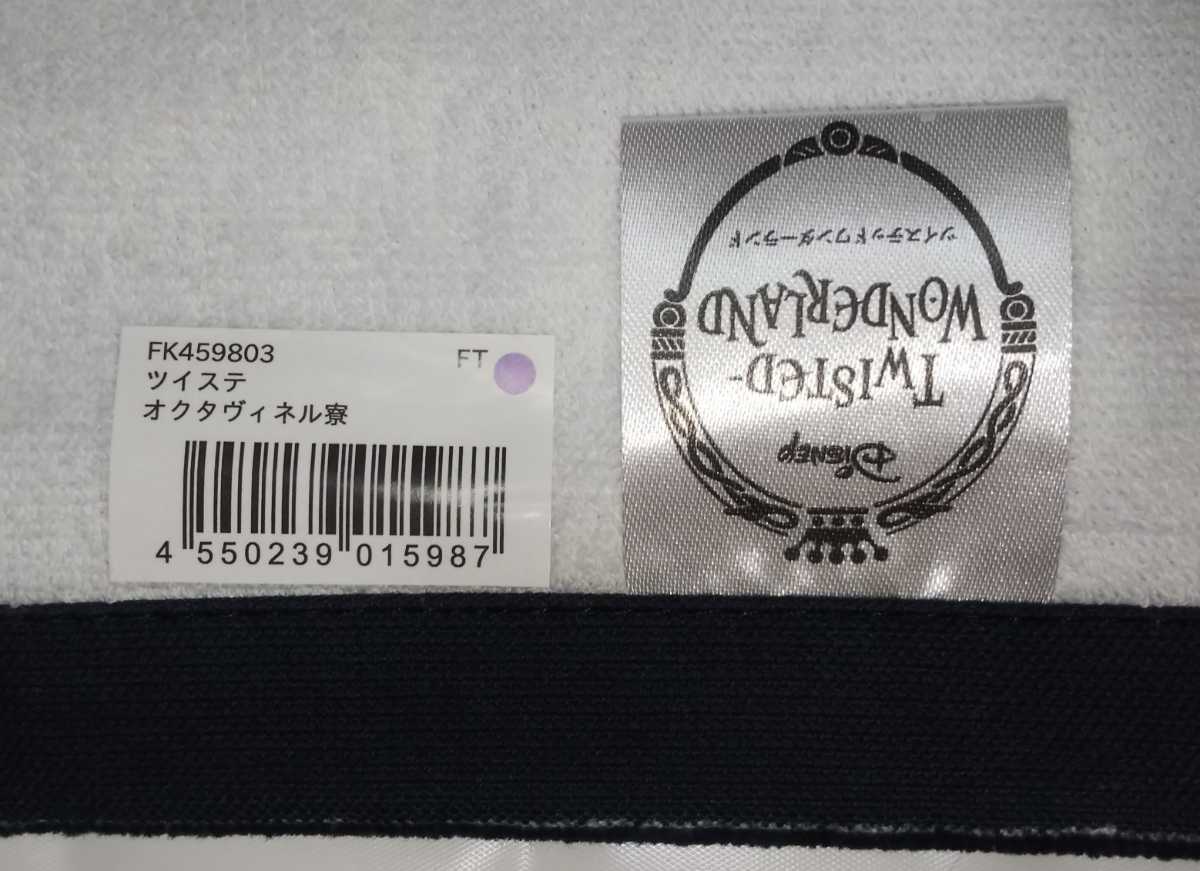 FK459803
FT
ツイステ
オクタヴィネル寮
4 550239 015987
Disney
TWISTED-
WONDERLAND
ツイステッドワンダーランド